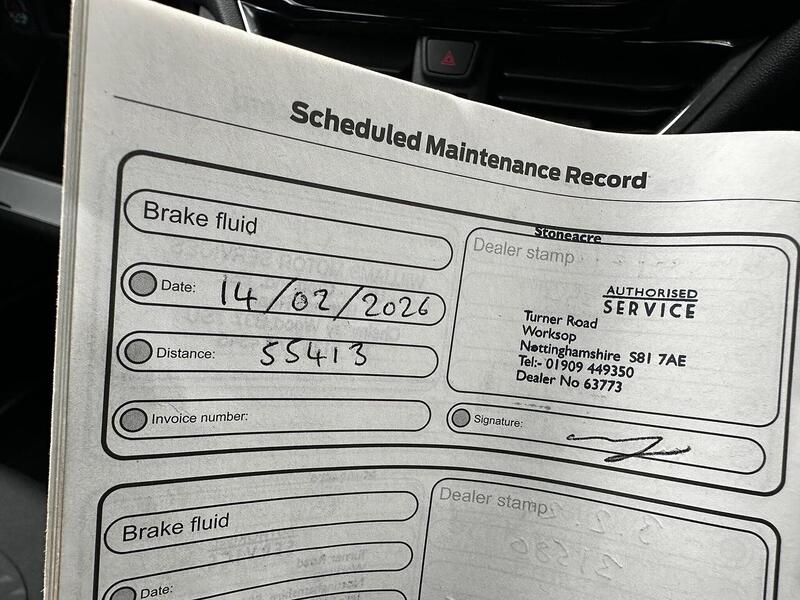 Scheduled Maintenance Record
Brake fluid
Date: 14/02/2026
Distance: 55413
Invoice number:
Stoneacre
Dealer stamp
AUTHORISED
SERVICE
Turner Road
Worksop
Nottinghamshire S81 7AE
Tel:- 01909 449350
Dealer No 63773
Signature:
Brake fluid
Date:
Dealer stamp